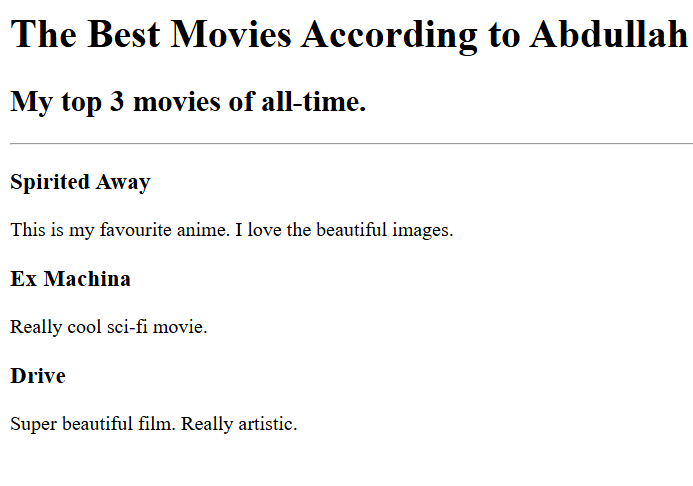 The Best Movies According to Abdullah
My top 3 movies of all-time.
Spirited Away
This is my favourite anime. I love the beautiful images.
Ex Machina
Really cool sci-fi movie.
Drive
Super beautiful film. Really artistic.